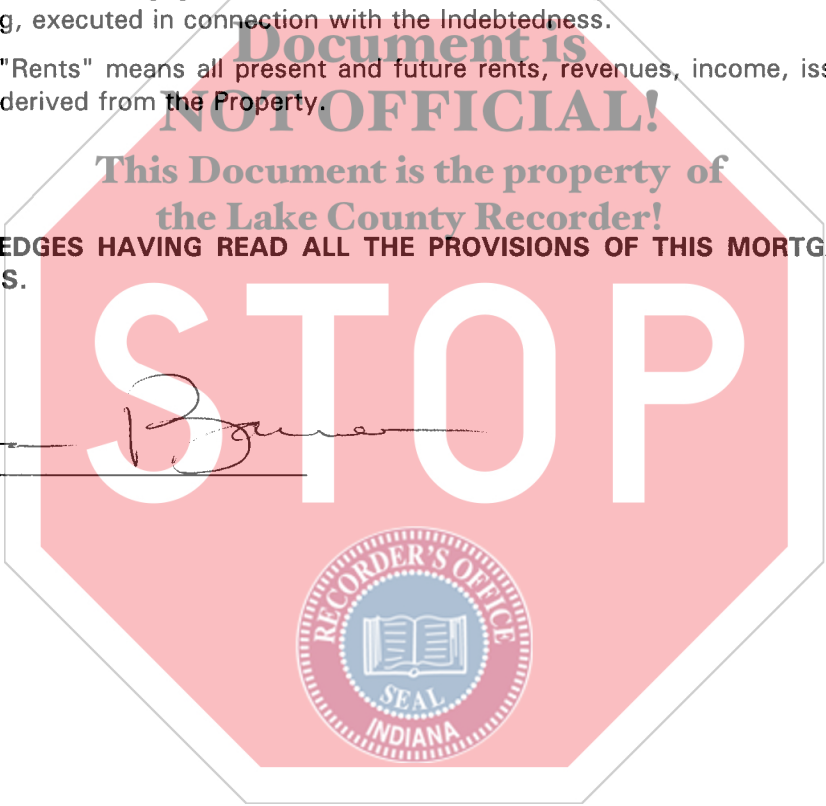 g, executed in connection with the Indebtedness.
Document is
"Rents" means all present and future rents, revenues, income, iss
derived from the Property.
NOT OFFICIAL!
This Document is the property of
the Lake County Recorder!
EDGES HAVING READ ALL THE PROVISIONS OF THIS MORTG
S.
STOP
RECORDER'S OFFICE
SEAL
INDIANA